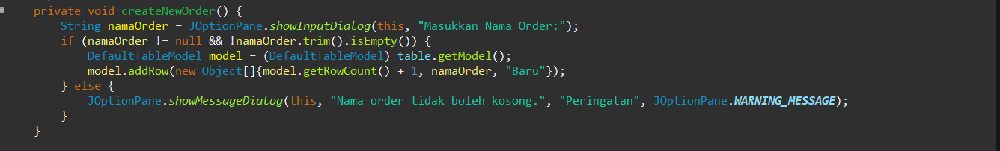 private void createNewOrder() {
    String namaOrder = JOptionPane.showInputDialog(this, "Masukkan Nama Order:");
    if (namaOrder != null && !namaOrder.trim().isEmpty()) {
        DefaultTableModel model = (DefaultTableModel) table.getModel();
        model.addRow(new Object[]{model.getRowCount() + 1, namaOrder, "Baru"});
    } else {
        JOptionPane.showMessageDialog(this, "Nama order tidak boleh kosong.", "Peringatan", JOptionPane.WARNING_MESSAGE);
    }
}